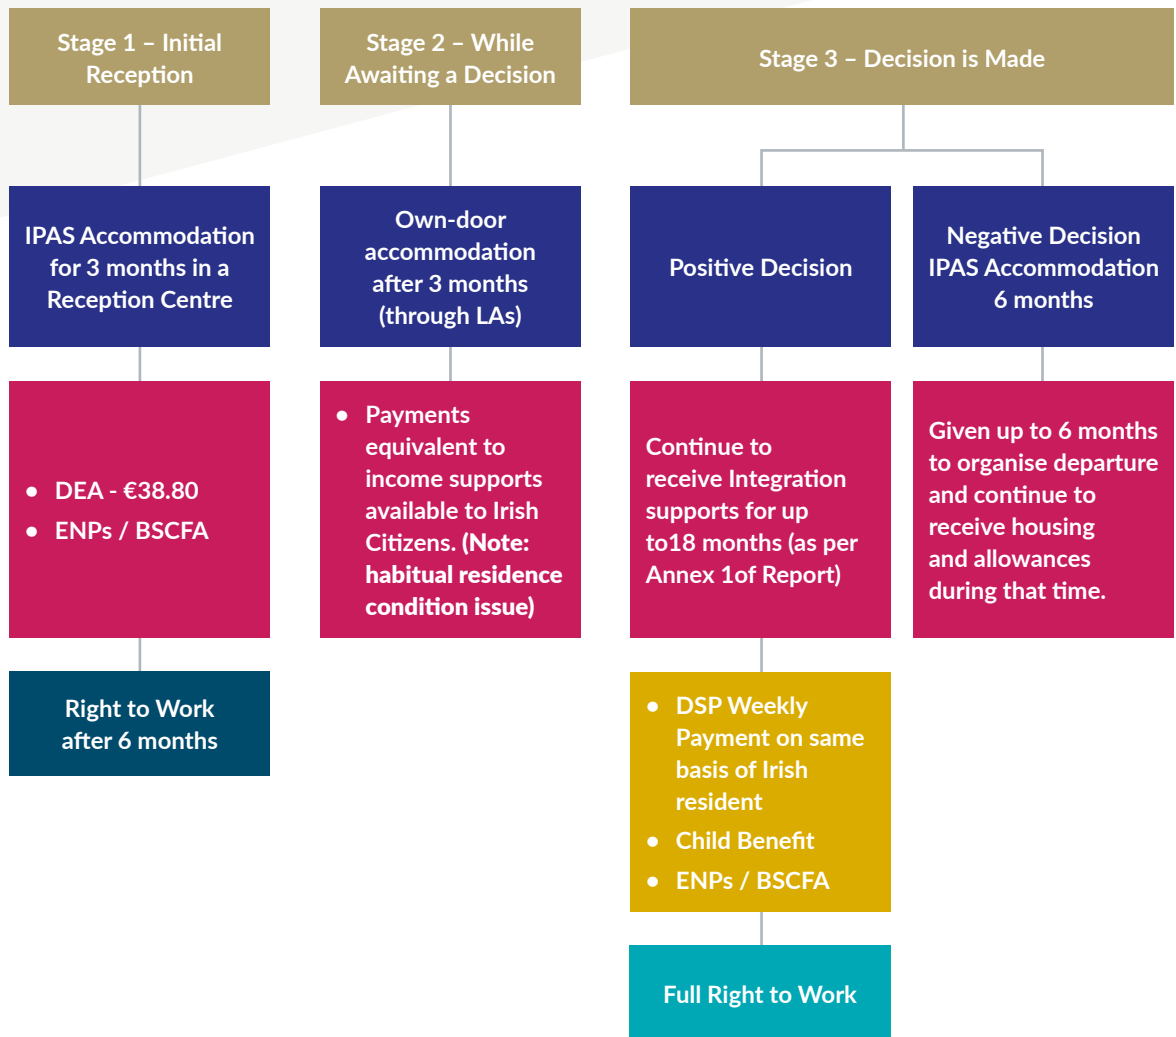 Stage 1 – Initial
Reception
IPAS Accommodation
for 3 months in a
Reception Centre
● DEA - €38.80
● ENPs / BSCFA
Right to Work
after 6 months
Stage 2 – While
Awaiting a Decision
Own-door
accommodation
after 3 months
(through LAs)
● Payments
equivalent to
income supports
available to Irish
Citizens. (Note:
habitual residence
condition issue)
Stage 3 – Decision is Made
Positive Decision
Continue to
receive Integration
supports for up
to18 months (as per
Annex 1of Report)
● DSP Weekly
Payment on same
basis of Irish
resident
● Child Benefit
● ENPs / BSCFA
Full Right to Work
Negative Decision
IPAS Accommodation
6 months
Given up to 6 months
to organise departure
and continue to
receive housing
and allowances
during that time.